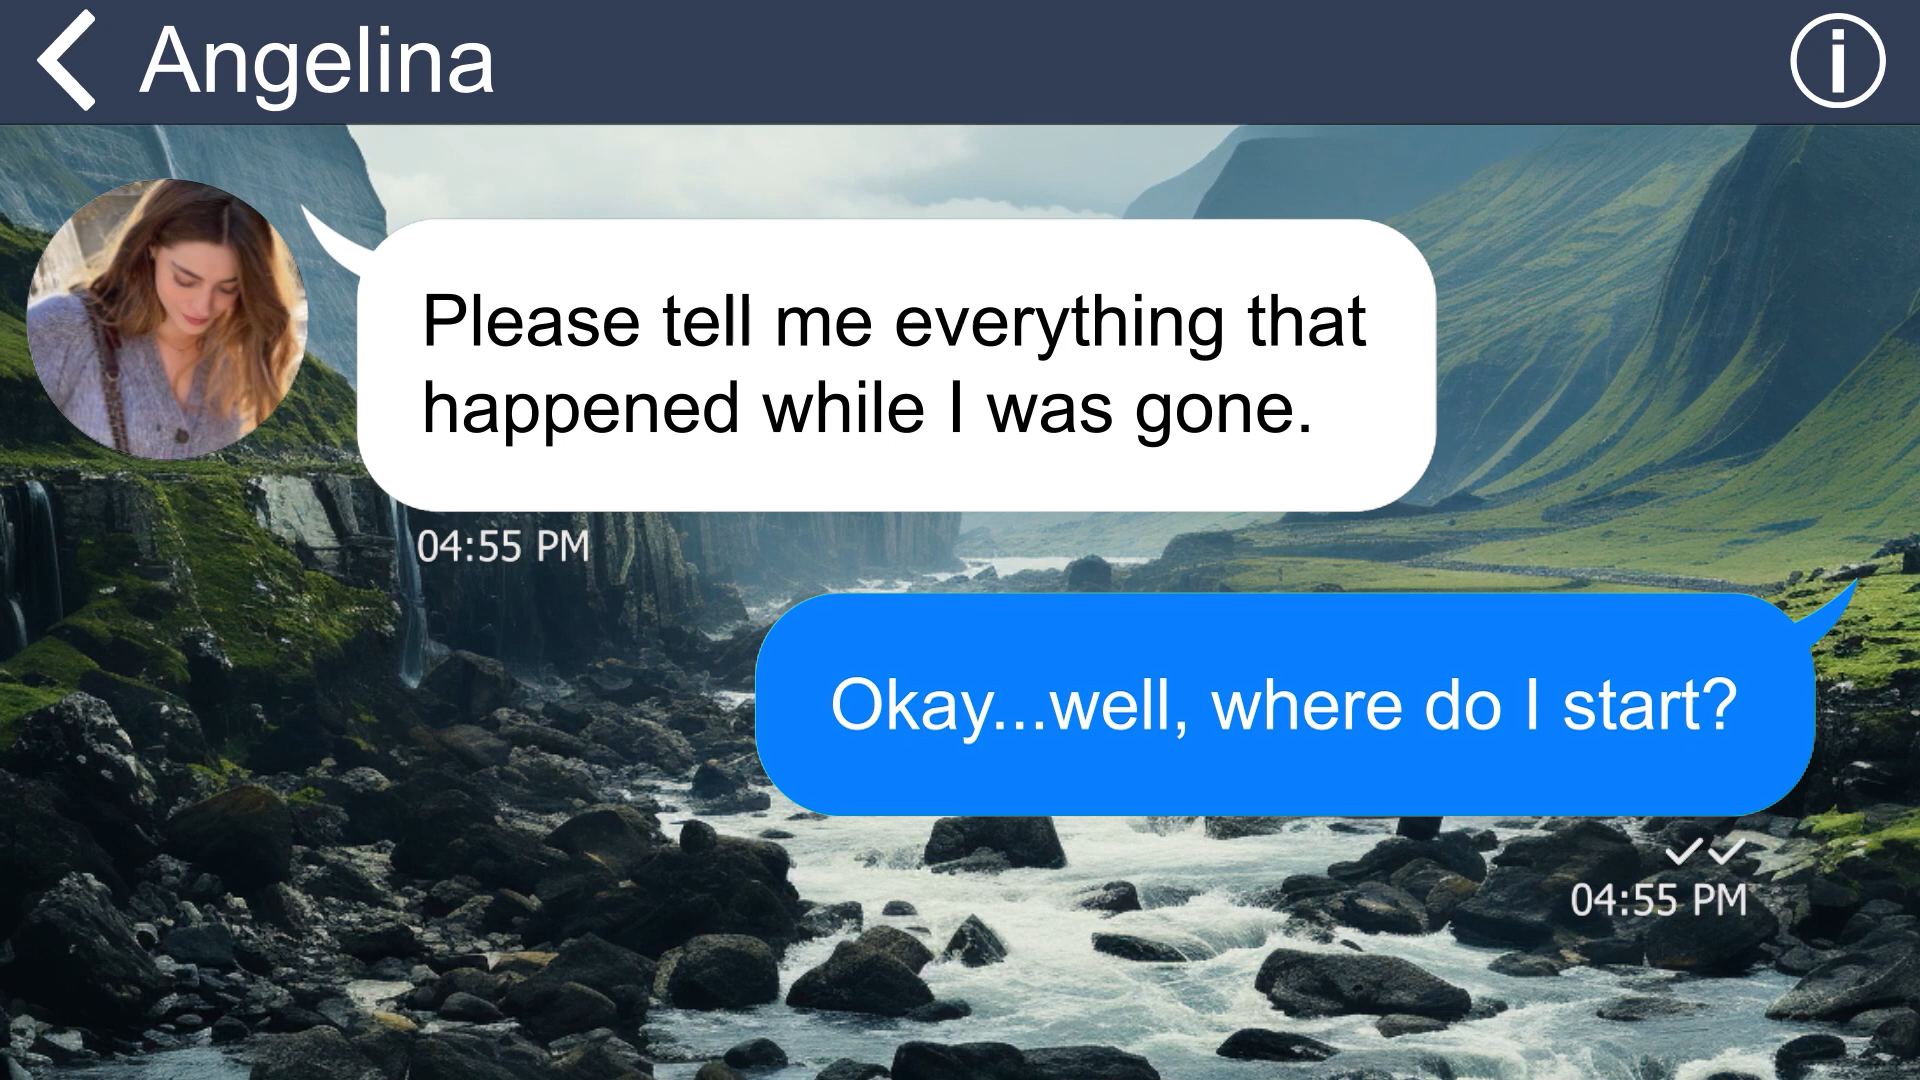 Angelina
Please tell me everything that
happened while I was gone.
04:55 PM
Okay...well, where do I start?
04:55 PM